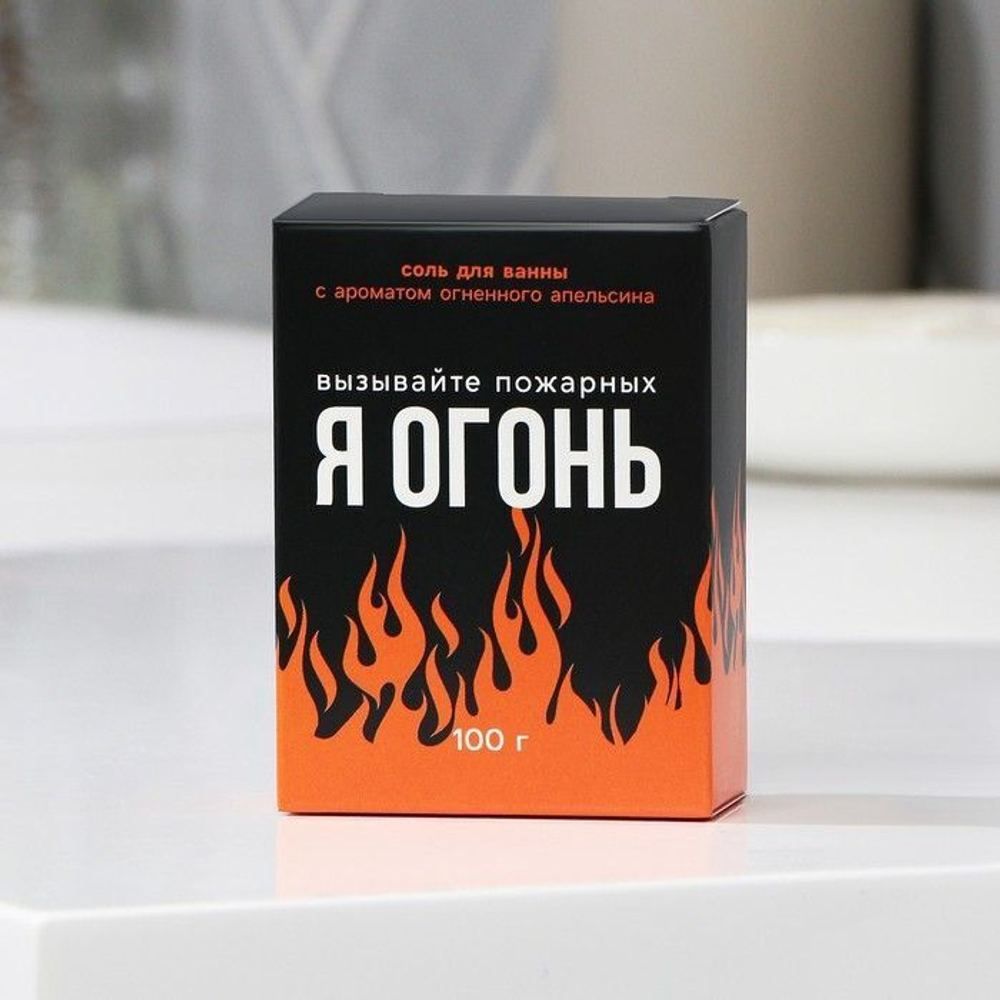 соль для ванны
с ароматом огненного апельсина
вызывайте пожарных
Я ОГОНЬ
100 г